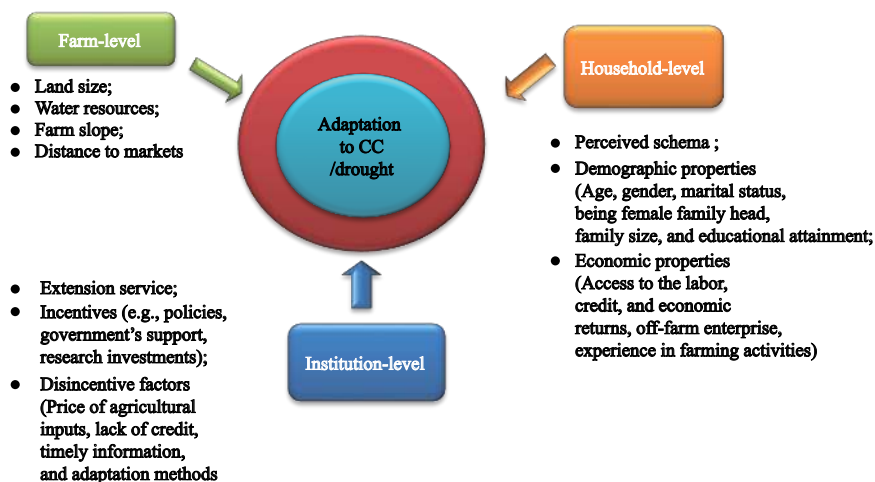 Farm-level
● Land size;
● Water resources;
● Farm slope;
● Distance to markets
Adaptation
to CC
/drought
Household-level
● Perceived schema ;
● Demographic properties
(Age, gender, marital status,
being female family head,
family size, and educational attainment;
● Economic properties
(Access to the labor,
credit, and economic
returns, off-farm enterprise,
experience in farming activities)
● Extension service;
● Incentives (e.g., policies,
government’s support,
research investments);
● Disincentive factors
(Price of agricultural
inputs, lack of credit,
timely information,
and adaptation methods
Institution-level